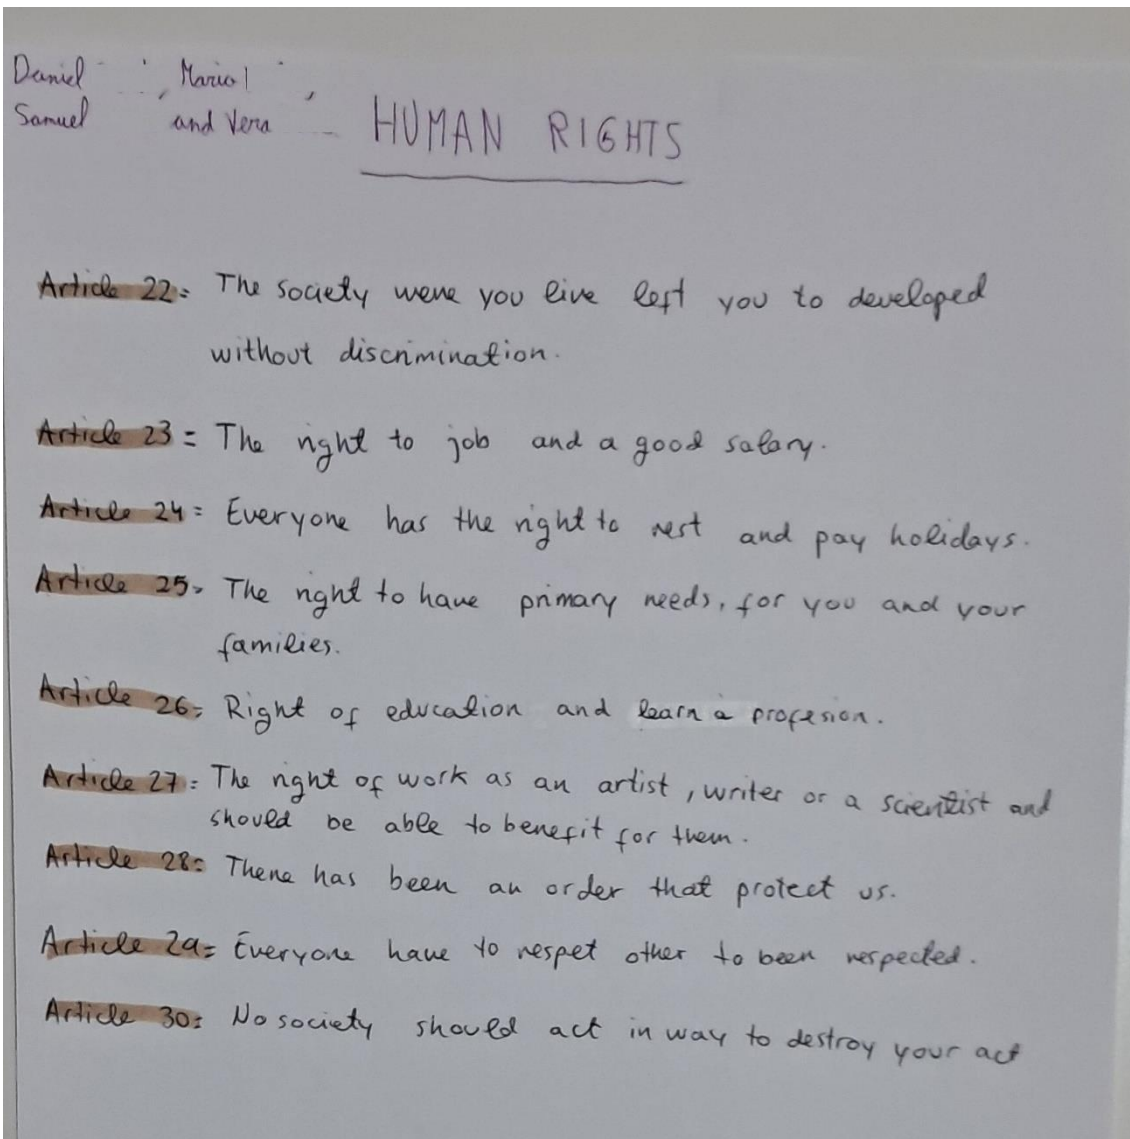 Daniel , Mario ,
Samuel and Vera
HUMAN RIGHTS
Article 22: The society were you live left you to developed
without discrimination.
Article 23 = The right to job and a good salary.
Article 24 = Everyone has the right to rest and pay holidays.
Article 25 = The right to have primary needs, for you and your
families.
Article 26 = Right of education and learn a profesion.
Article 27 = The right of work as an artist, writer or a scientist and
should be able to benefit for them.
Article 28 = There has been an order that protect us.
Article 29 = Everyone have to respet other to been respected.
Article 30 = No society should act in way to destroy your act